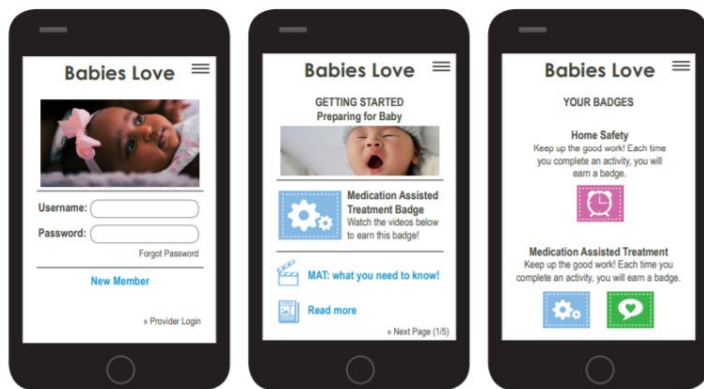 Babies Love
Username:
Password:
Forgot Password
New Member
» Provider Login
Babies Love
GETTING STARTED
Preparing for Baby
Medication Assisted
Treatment Badge
Watch the videos below
to earn this badge!
MAT: what you need to know!
Read more
» Next Page (1/5)
Babies Love
YOUR BADGES
Home Safety
Keep up the good work! Each time
you complete an activity, you will
earn a badge.
Medication Assisted Treatment
Keep up the good work! Each time you
complete an activity, you will earn a badge.